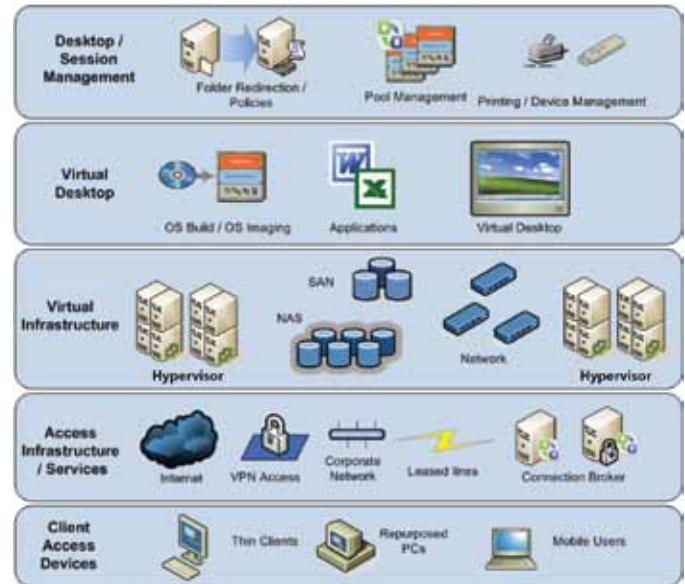 Desktop /
Session
Management
Folder Redirection /
Policies
Pool Management
Printing / Device Management
Virtual
Desktop
W
X
OS Build / OS Imaging
Applications
Virtual Desktop
Virtual
Infrastructure
SAN
NAS
Network
Hypervisor
Hypervisor
Access
Infrastructure
/ Services
Internet
VPN Access
Corporate
Network
Leased lines
Connection Broker
Client
Access
Devices
Thin Clients
Repurposed
PCs
Mobile Users